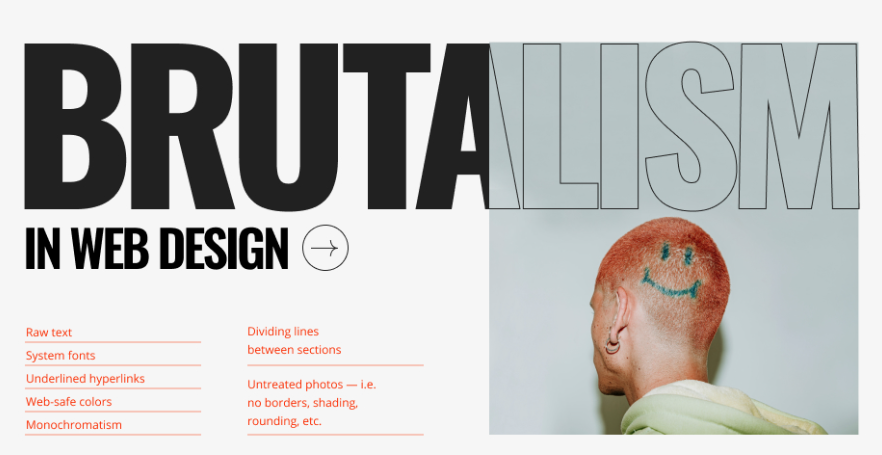 BRUTALISM
IN WEB DESIGN
Raw text
System fonts
Underlined hyperlinks
Web-safe colors
Monochromatism
Dividing lines
between sections
Untreated photos — i.e.
no borders, shading,
rounding, etc.